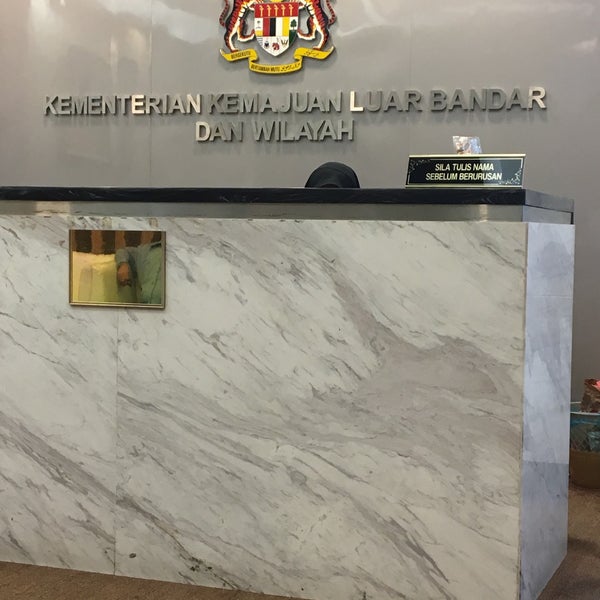 KEMENTERIAN KEMAJUAN LUAR BANDAR
DAN WILAYAH
SILA TULIS NAMA
SEBELUM BERURUSAN